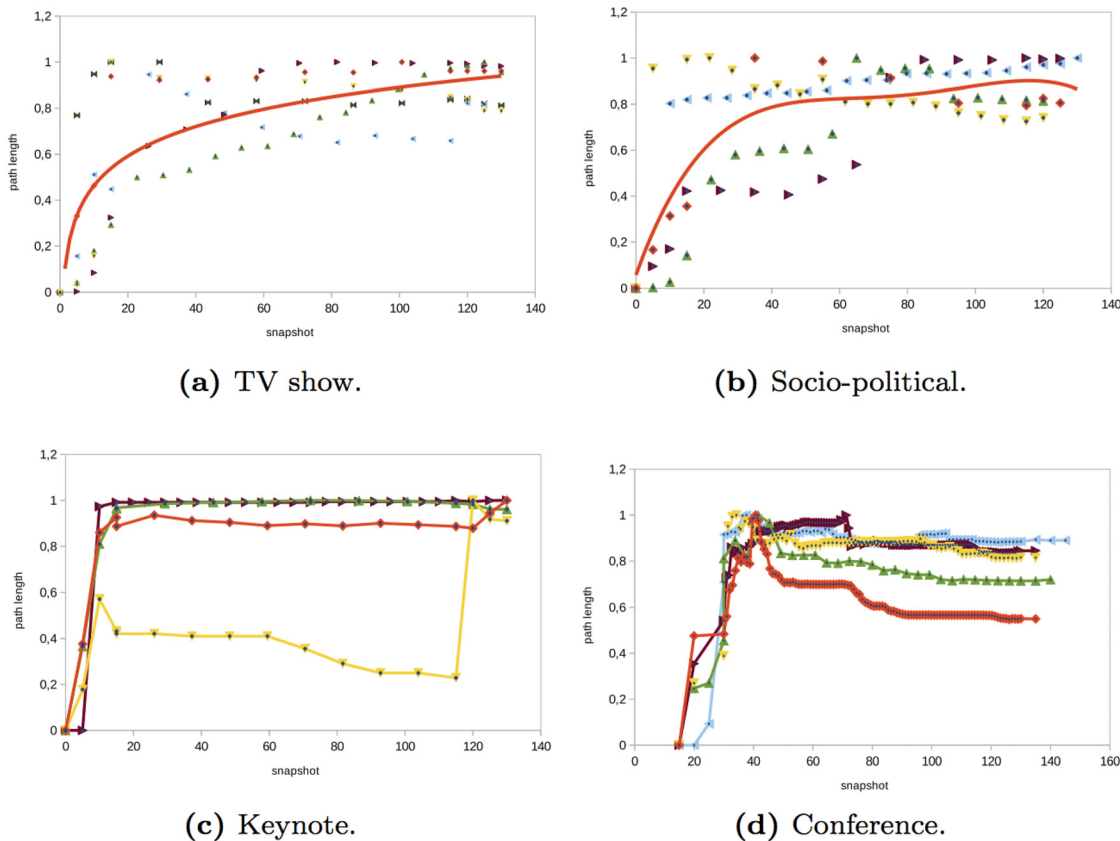 1,2
1
0,8
0,6
0,4
0,2
0
path length
0 20 40 60 80 100 120 140
snapshot
(a) TV show.
1,2
1
0,8
0,6
0,4
0,2
0
path length
0 20 40 60 80 100 120 140
snapshot
(b) Socio-political.
1,2
1
0,8
0,6
0,4
0,2
0
path length
0 20 40 60 80 100 120 140
snapshot
(c) Keynote.
1,2
1
0,8
0,6
0,4
0,2
0
path length
0 20 40 60 80 100 120 140 160
snapshot
(d) Conference.